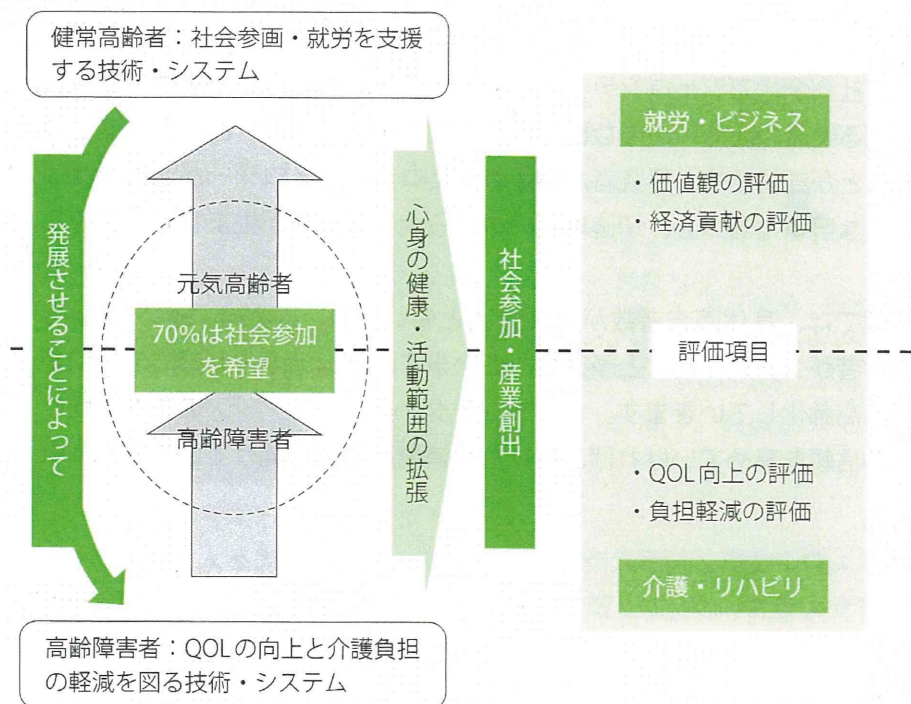 健常高齢者：社会参画・就労を支援
する技術・システム
発展させることによって
元気高齢者
70%は社会参加
を希望
高齢障害者
心身の健康・活動範囲の拡張
社会参加・産業創出
就労・ビジネス
・価値観の評価
・経済貢献の評価
評価項目
・QOL向上の評価
・負担軽減の評価
介護・リハビリ
高齢障害者：QOLの向上と介護負担
の軽減を図る技術・システム